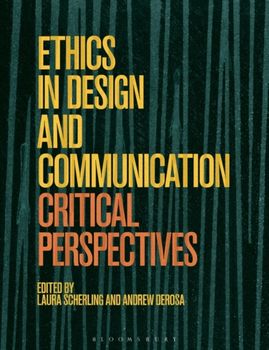 ETHICS
IN DESIGN
AND
COMMUNICATION
CRITICAL
PERSPECTIVES
EDITED BY
LAURA SCHERLING AND ANDREW DEROSA
BLOOMSBURY